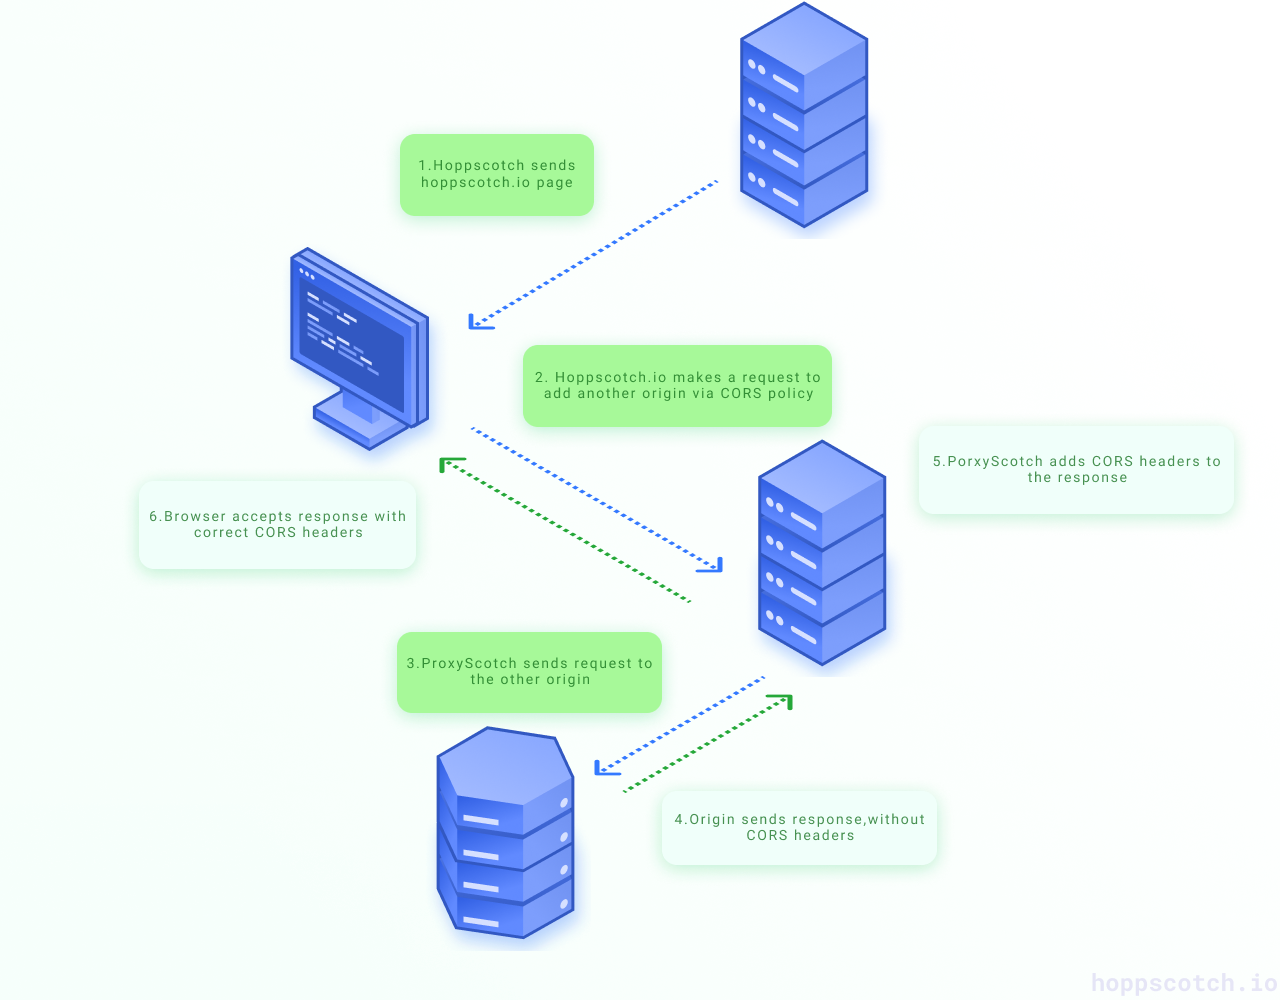 1.Hoppscotch sends
hoppscotch.io page
2. Hoppscotch.io makes a request to
add another origin via CORS policy
5.PorxyScotch adds CORS headers to
the response
6.Browser accepts response with
correct CORS headers
3.ProxyScotch sends request to
the other origin
4.Origin sends response,without
CORS headers
hoppscotch.io